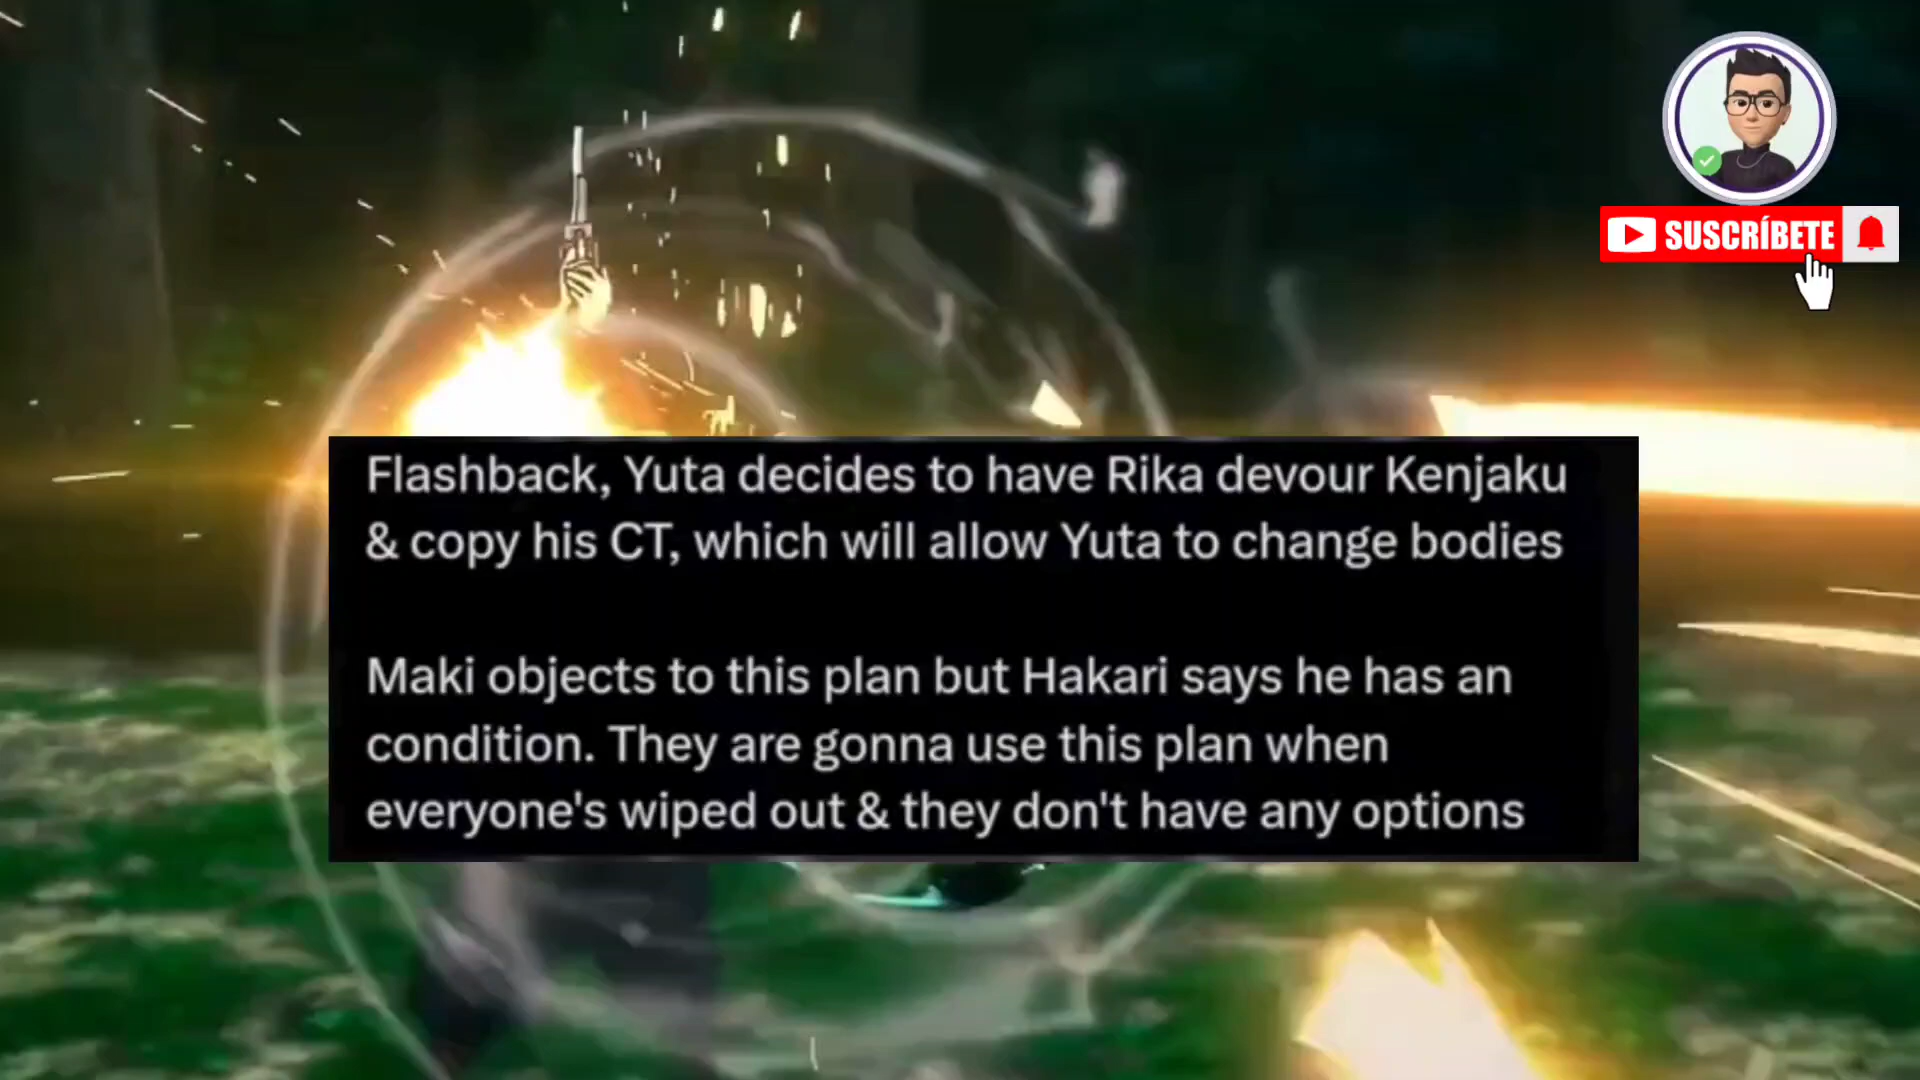 SUSCRÍBETE
Flashback, Yuta decides to have Rika devour Kenjaku
& copy his CT, which will allow Yuta to change bodies
Maki objects to this plan but Hakari says he has an
condition. They are gonna use this plan when
everyone's wiped out & they don't have any options